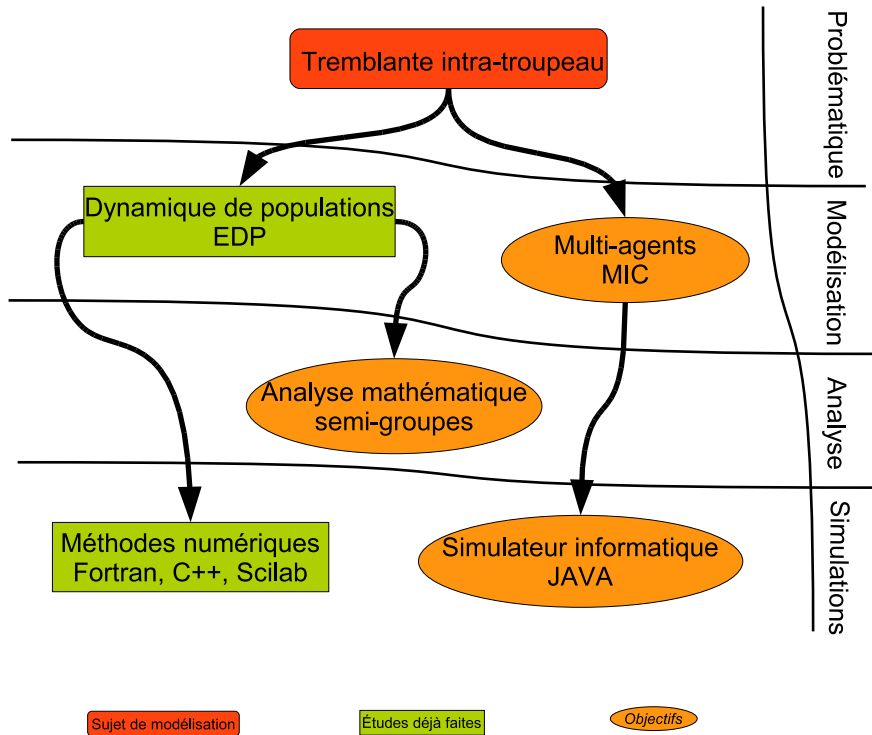 Tremblante intra-troupeau
Problématique
Dynamique de populations
EDP
Multi-agents
MIC
Modélisation
Analyse mathématique
semi-groupes
Analyse
Méthodes numériques
Fortran, C++, Scilab
Simulateur informatique
JAVA
Simulations
Sujet de modélisation
Études déjà faites
Objectifs